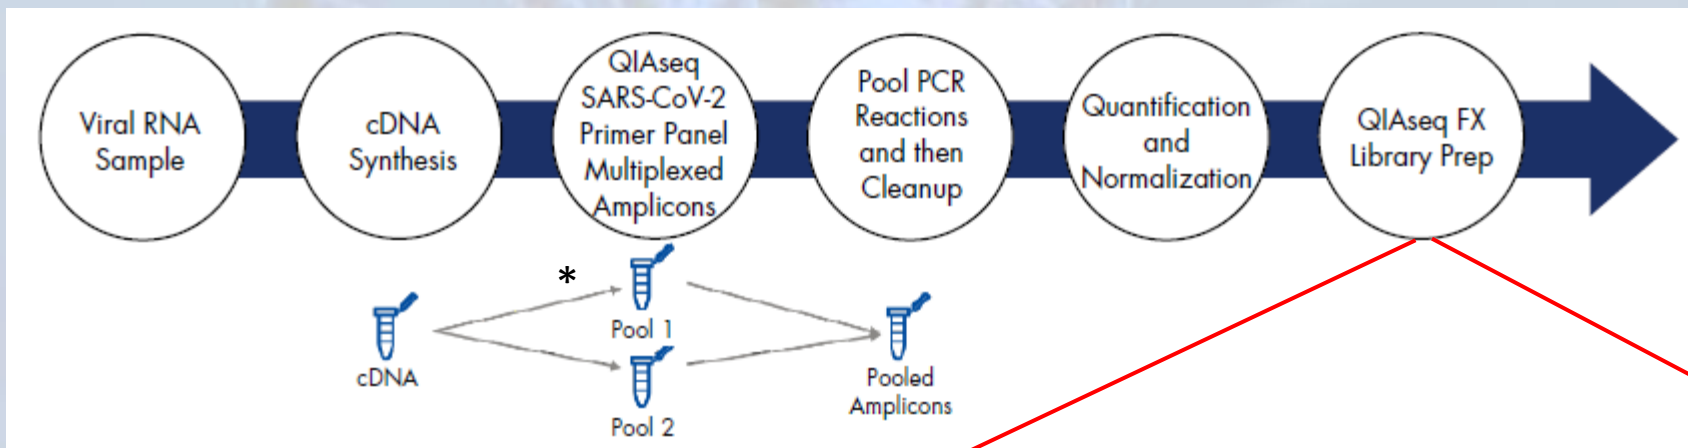 Viral RNA
Sample
cDNA
Synthesis
QIAseq
SARS-CoV-2
Primer Panel
Multiplexed
Amplicons
Pool PCR
Reactions
and then
Cleanup
Quantification
and
Normalization
QIAseq FX
Library Prep
*
cDNA
Pool 1
Pool 2
Pooled
Amplicons